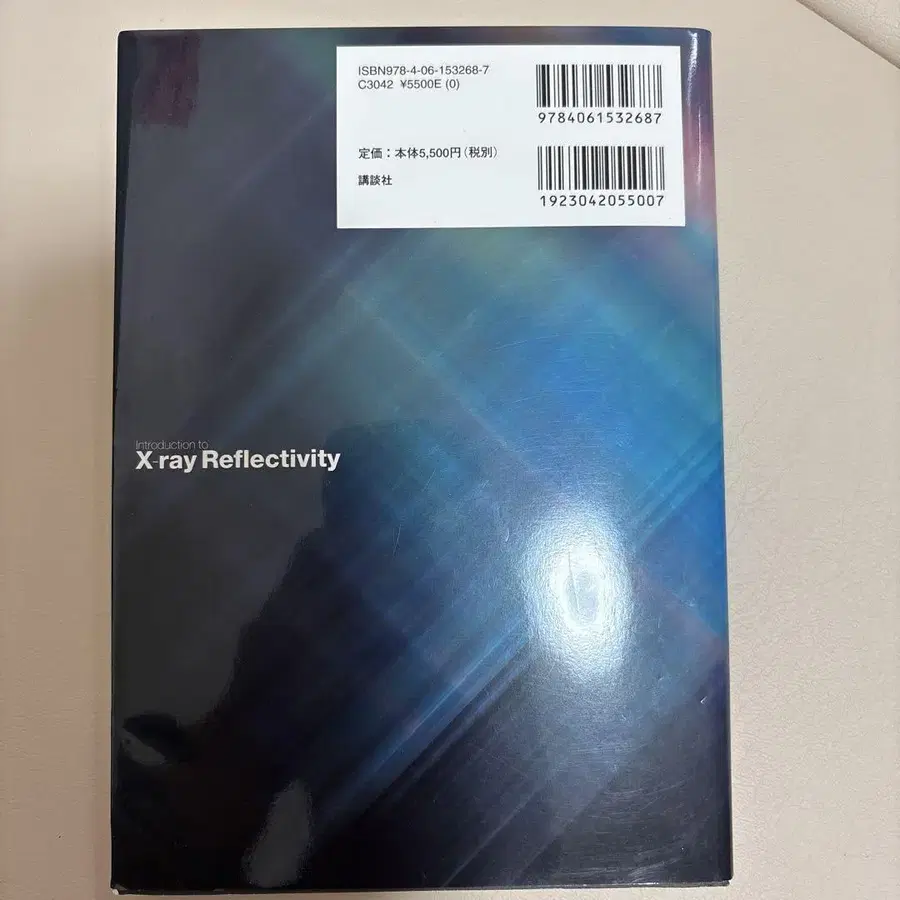 ISBN978-4-06-153268-7
C3042 ¥5500E (0)
9784061532687
定価：本体5,500円（税別）
講談社
1923042055007
Introduction to
X-ray Reflectivity